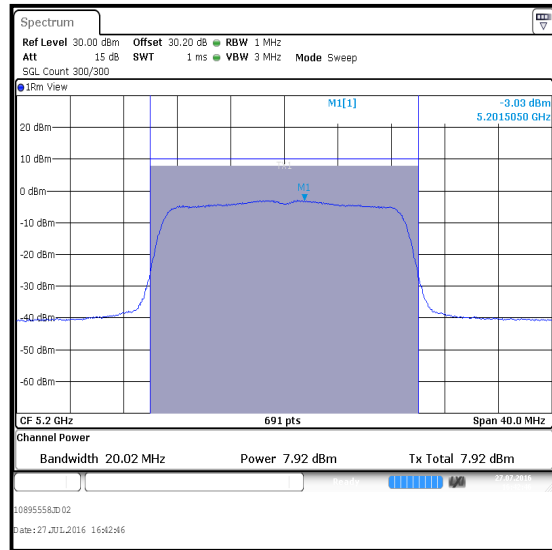 Spectrum
Ref Level 30.00 dBm Offset 30.20 dB RBW 1 MHz
Att 15 dB SWT 1 ms VBW 3 MHz Mode Sweep
SGL Count 300/300
1Rm View
M1[1] -3.03 dBm
5.2015050 GHz
20 dBm
10 dBm
0 dBm
M1
-10 dBm
-20 dBm
-30 dBm
-40 dBm
-50 dBm
-60 dBm
CF 5.2 GHz 691 pts Span 40.0 MHz
Channel Power
Bandwidth 20.02 MHz Power 7.92 dBm Tx Total 7.92 dBm
Ready 27.07.2016
10895558JD02
Date: 27.JUL.2016 16:42:46